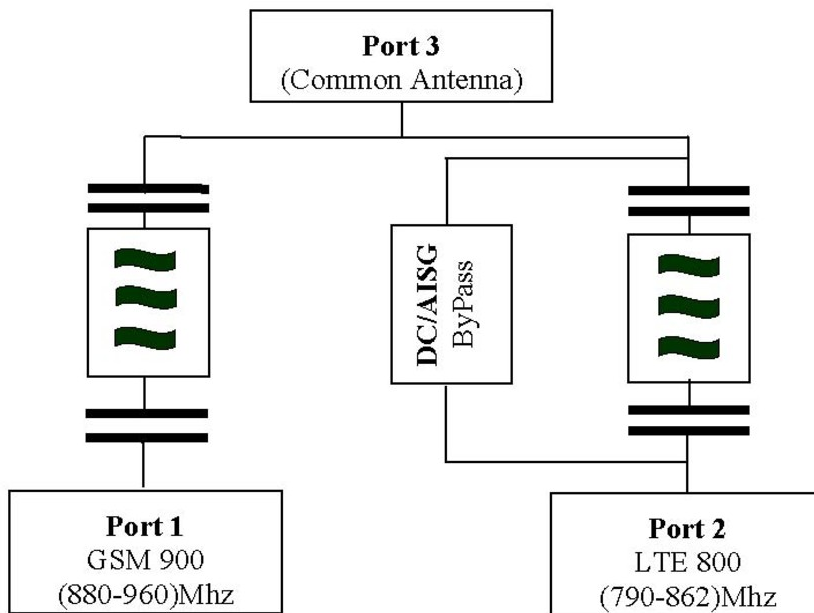 Port 3
(Common Antenna)
DC/AISG
ByPass
Port 1
GSM 900
(880-960)Mhz
Port 2
LTE 800
(790-862)Mhz